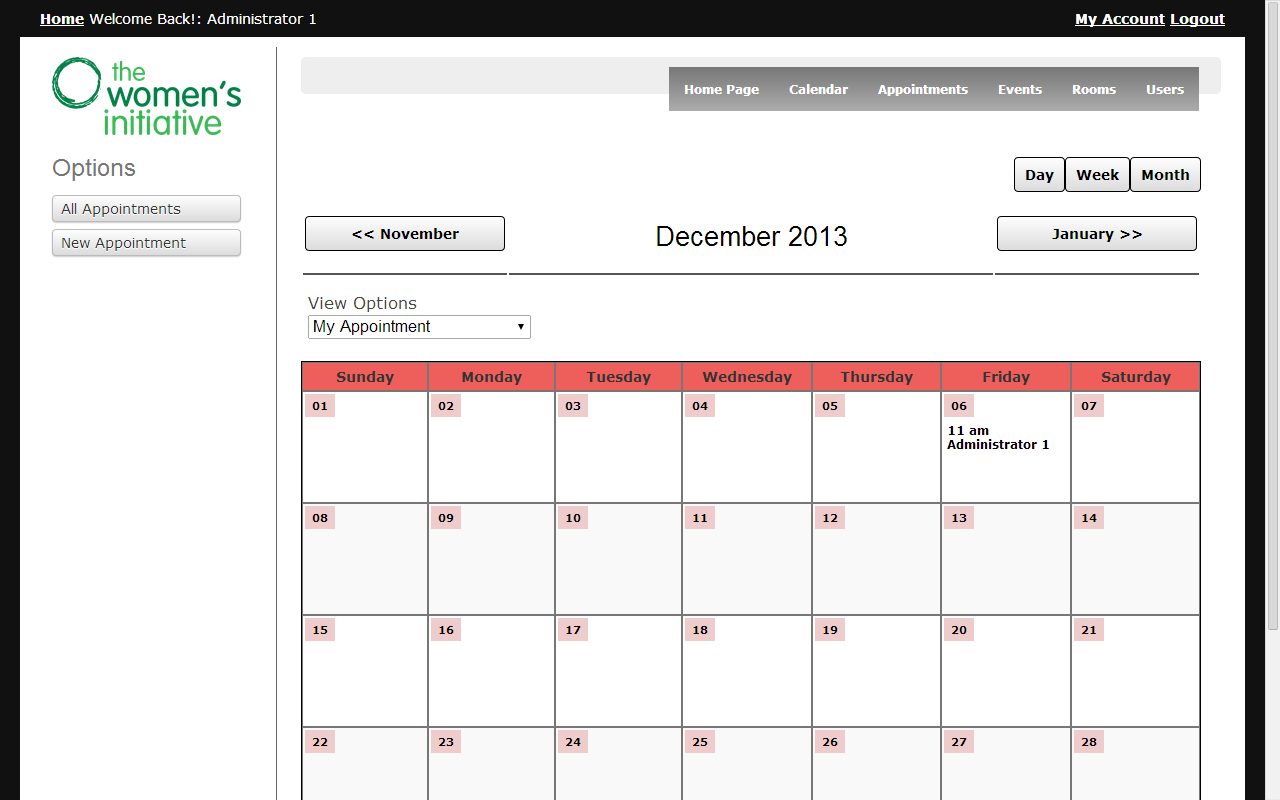 Home Welcome Back!: Administrator 1 My Account Logout
the
women's
initiative
Options
All Appointments
New Appointment
Home Page Calendar Appointments Events Rooms Users
Day Week Month
<< November December 2013 January >>
View Options
My Appointment
Sunday Monday Tuesday Wednesday Thursday Friday Saturday
01 02 03 04 05 06 07
11 am
Administrator 1
08 09 10 11 12 13 14
15 16 17 18 19 20 21
22 23 24 25 26 27 28